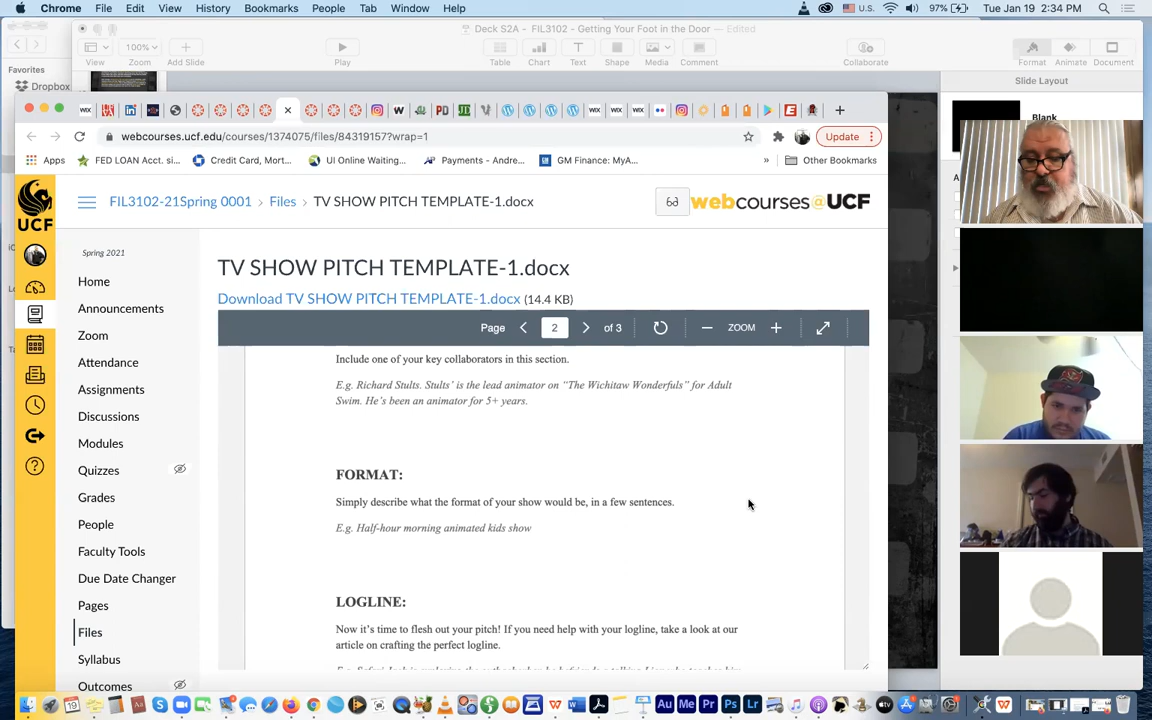 Chrome File Edit View History Bookmarks People Tab Window Help U.S. 97% Tue Jan 19 2:34 PM
Deck S2A - FIL3102 - Getting Your Foot in the Door — Edited
100%
View Zoom Add Slide Play Table Chart Text Shape Media Comment Collaborate Format Animate Document
Favorites
Dropbox
Slide Layout
Blank
webcourses.ucf.edu/courses/1374075/files/84319157?wrap=1
Update
Apps FED LOAN Acct. si... Credit Card, Mort... UI Online Waiting... Payments - Andre... GM Finance: MyA... » Other Bookmarks
UCF
FIL3102-21Spring 0001 › Files › TV SHOW PITCH TEMPLATE-1.docx
webcourses@UCF
Spring 2021
Home
Announcements
Zoom
Attendance
Assignments
Discussions
Modules
Quizzes
Grades
People
Faculty Tools
Due Date Changer
Pages
Files
Syllabus
Outcomes
TV SHOW PITCH TEMPLATE-1.docx
Download TV SHOW PITCH TEMPLATE-1.docx (14.4 KB)
Page 2 of 3 ZOOM
Include one of your key collaborators in this section.
E.g. Richard Stults. Stults' is the lead animator on "The Wichitaw Wonderfuls" for Adult
Swim. He's been an animator for 5+ years.
FORMAT:
Simply describe what the format of your show would be, in a few sentences.
E.g. Half-hour morning animated kids show
LOGLINE:
Now it's time to flesh out your pitch! If you need help with your logline, take a look at our
article on crafting the perfect logline.